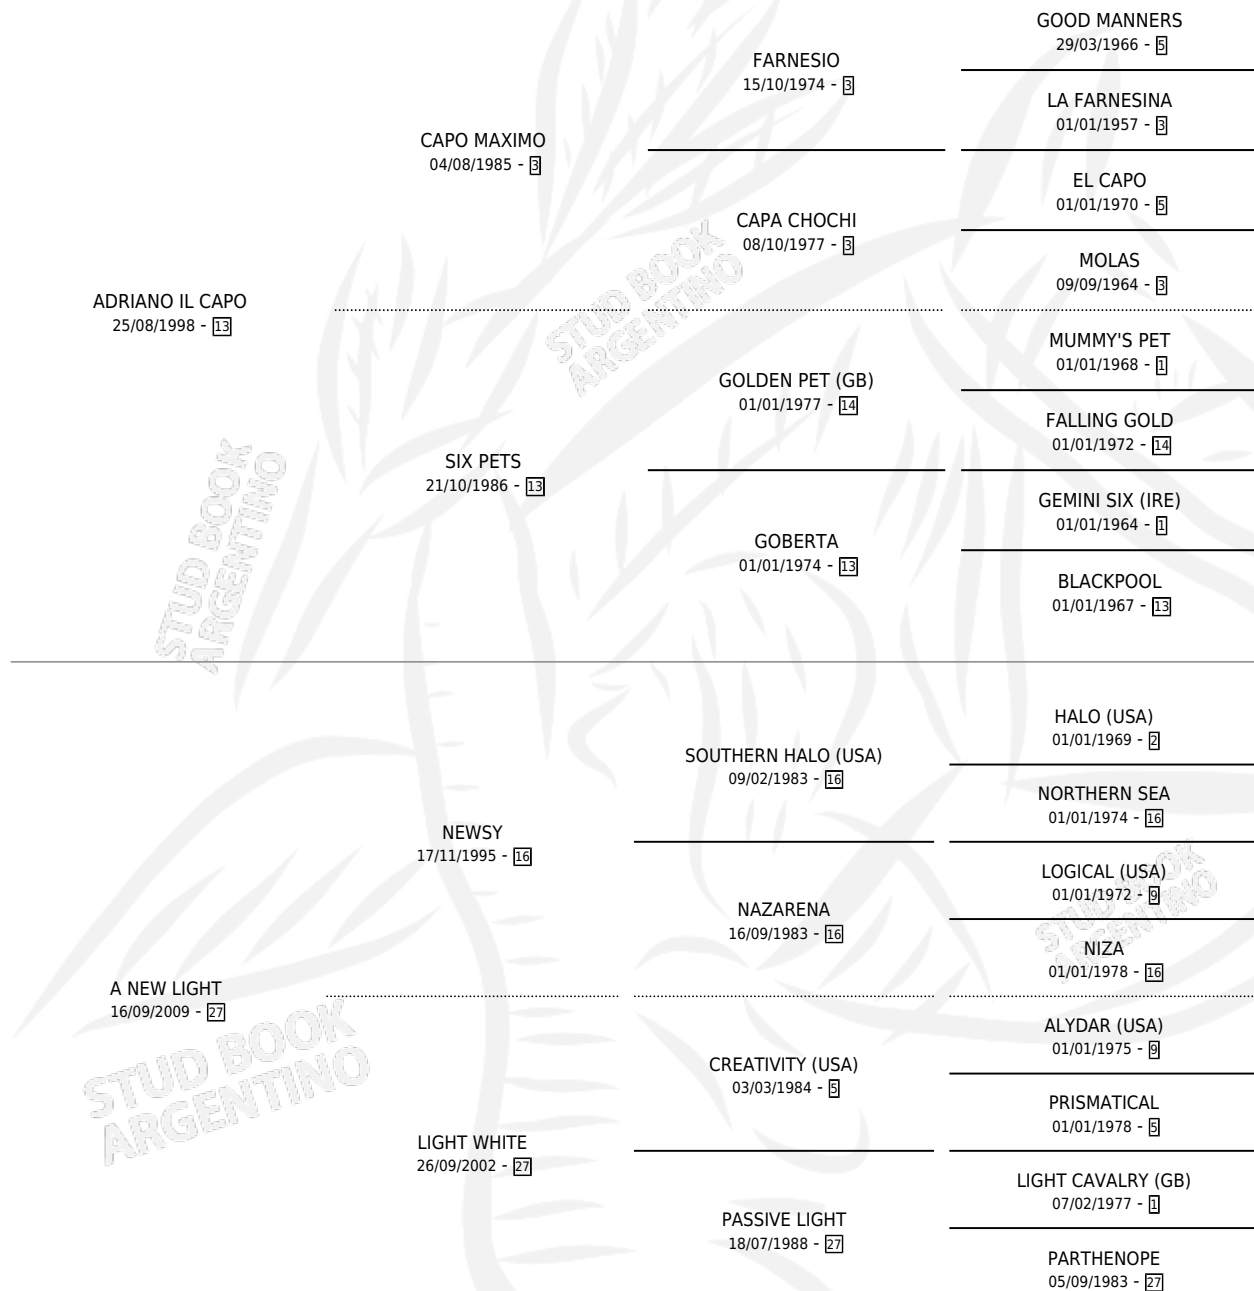 GOOD MANNERS
29/03/1966 - 5
FARNESIO
15/10/1974 - 3
LA FARNESINA
01/01/1957 - 3
CAPO MAXIMO
04/08/1985 - 3
EL CAPO
01/01/1970 - 5
CAPA CHOCHI
08/10/1977 - 3
MOLAS
09/09/1964 - 3
ADRIANO IL CAPO
25/08/1998 - 13
STUD BOOK
ARGENTINO
MUMMY'S PET
01/01/1968 - 1
GOLDEN PET (GB)
01/01/1977 - 14
FALLING GOLD
01/01/1972 - 14
SIX PETS
21/10/1986 - 13
GEMINI SIX (IRE)
01/01/1964 - 1
GOBERTA
01/01/1974 - 13
BLACKPOOL
01/01/1967 - 13
STUD BOOK
ARGENTINO
HALO (USA)
01/01/1969 - 2
SOUTHERN HALO (USA)
09/02/1983 - 16
NORTHERN SEA
01/01/1974 - 16
NEWSY
17/11/1995 - 16
LOGICAL (USA)
01/01/1972 - 9
NAZARENA
16/09/1983 - 16
STUD BOOK
ARGENTINO
NIZA
01/01/1978 - 16
A NEW LIGHT
16/09/2009 - 27
STUD BOOK
ARGENTINO
ALYDAR (USA)
01/01/1975 - 9
CREATIVITY (USA)
03/03/1984 - 5
PRISMATICAL
01/01/1978 - 5
LIGHT WHITE
26/09/2002 - 27
LIGHT CAVALRY (GB)
07/02/1977 - 1
PASSIVE LIGHT
18/07/1988 - 27
PARTHENOPE
05/09/1983 - 27